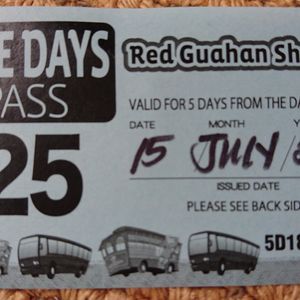 E DAYS
PASS
25
Red Guahan Sh
VALID FOR 5 DAYS FROM THE DA
DATE MONTH
15 JULY /
ISSUED DATE
PLEASE SEE BACK SID
5D18